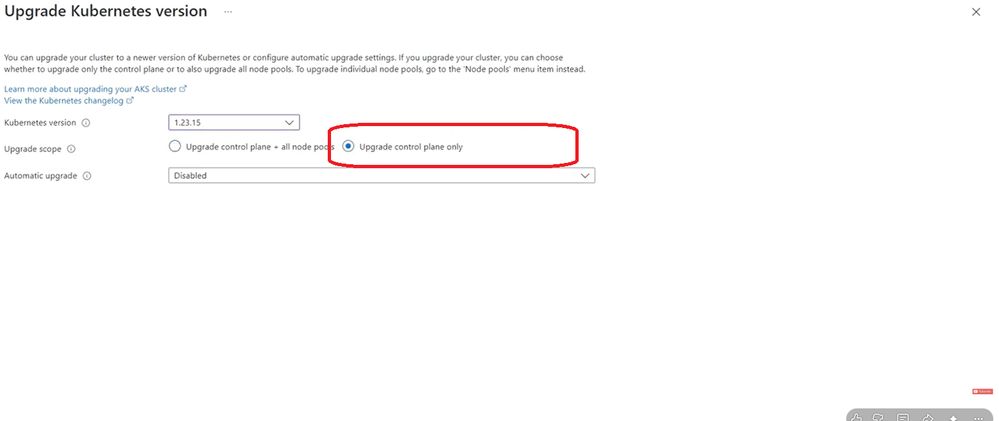 Upgrade Kubernetes version ...
You can upgrade your cluster to a newer version of Kubernetes or configure automatic upgrade settings. If you upgrade your cluster, you can choose
whether to upgrade only the control plane or to also upgrade all node pools. To upgrade individual node pools, go to the 'Node pools' menu item instead.
Learn more about upgrading your AKS cluster
View the Kubernetes changelog
Kubernetes version 1.23.15
Upgrade scope Upgrade control plane + all node pools Upgrade control plane only
Automatic upgrade Disabled